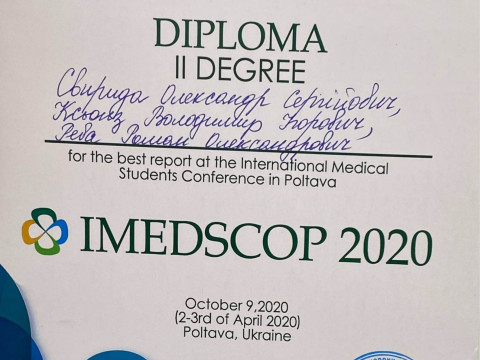 DIPLOMA
II DEGREE
Свирида Олександр Сергійович,
Ксьонз Володимир Ігорович,
Рева Роман Олександрович
for the best report at the International Medical
Students Conference in Poltava
IMEDSCOP 2020
October 9,2020
(2-3rd of April 2020)
Poltava, Ukraine